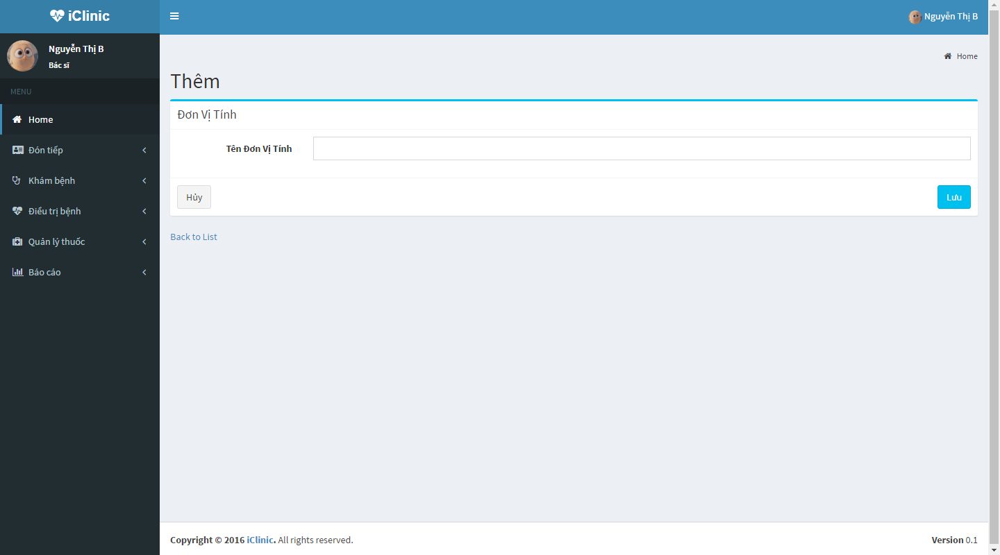 iClinic
Nguyễn Thị B
Nguyễn Thị B
Bác sĩ
MENU
Home
Đón tiếp
Khám bệnh
Điều trị bệnh
Quản lý thuốc
Báo cáo
Home
Thêm
Đơn Vị Tính
Tên Đơn Vị Tính
Hủy
Lưu
Back to List
Copyright © 2016 iClinic. All rights reserved.
Version 0.1